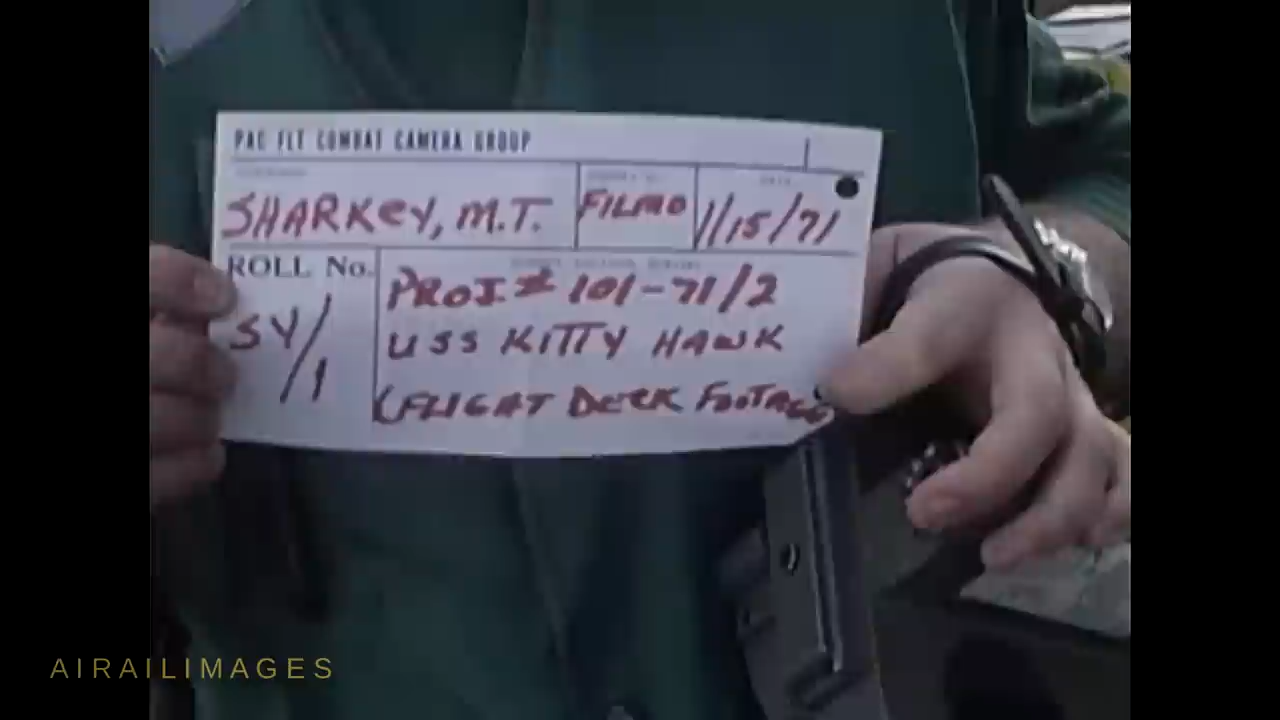 PAC FLT COMBAT CAMERA GROUP
SHARKEY, M.T. FILMO 1/15/71
ROLL No. SY/1
PROJ. # 101-71/2
USS KITTY HAWK
(FLIGHT DECK FOOTAGE
AIRAILIMAGES